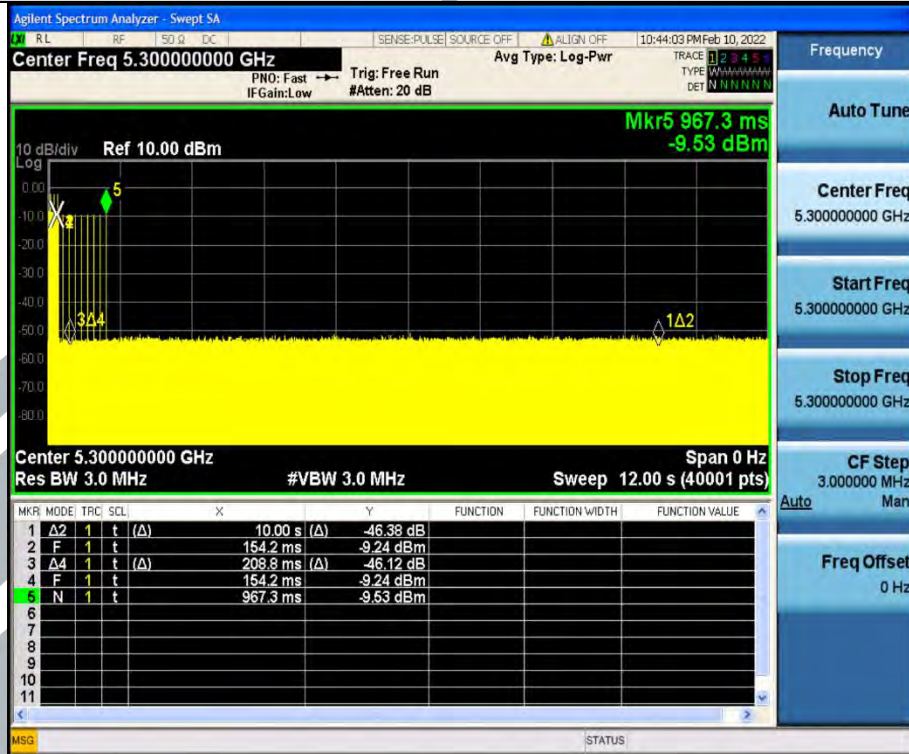 Agilent Spectrum Analyzer - Swept SA
LXI RL RF 50 Ω DC SENSE:PULSE SOURCE OFF ALIGN OFF 10:44:03 PM Feb 10, 2022
Center Freq 5.300000000 GHz
PNO: Fast Trig: Free Run
IFGain:Low #Atten: 20 dB
Avg Type: Log-Pwr
TRACE 1 2 3 4 5 6
TYPE WWWWWW
DET N N N N N N
Mkr5 967.3 ms
-9.53 dBm
10 dB/div Ref 10.00 dBm
Log
0.00
-10.0
-20.0
-30.0
-40.0
-50.0
-60.0
-70.0
-80.0
5
2
3Δ4
1Δ2
Center 5.300000000 GHz Span 0 Hz
Res BW 3.0 MHz #VBW 3.0 MHz Sweep 12.00 s (40001 pts)
MKR MODE TRC SCL X Y FUNCTION FUNCTION WIDTH FUNCTION VALUE
1 Δ2 1 t (Δ) 10.00 s (Δ) -46.38 dB
2 F 1 t 154.2 ms -9.24 dBm
3 Δ4 1 t (Δ) 208.8 ms (Δ) -46.12 dB
4 F 1 t 154.2 ms -9.24 dBm
5 N 1 t 967.3 ms -9.53 dBm
6
7
8
9
10
11
MSG STATUS
Frequency
Auto Tune
Center Freq
5.300000000 GHz
Start Freq
5.300000000 GHz
Stop Freq
5.300000000 GHz
CF Step
3.000000 MHz
Auto Man
Freq Offset
0 Hz